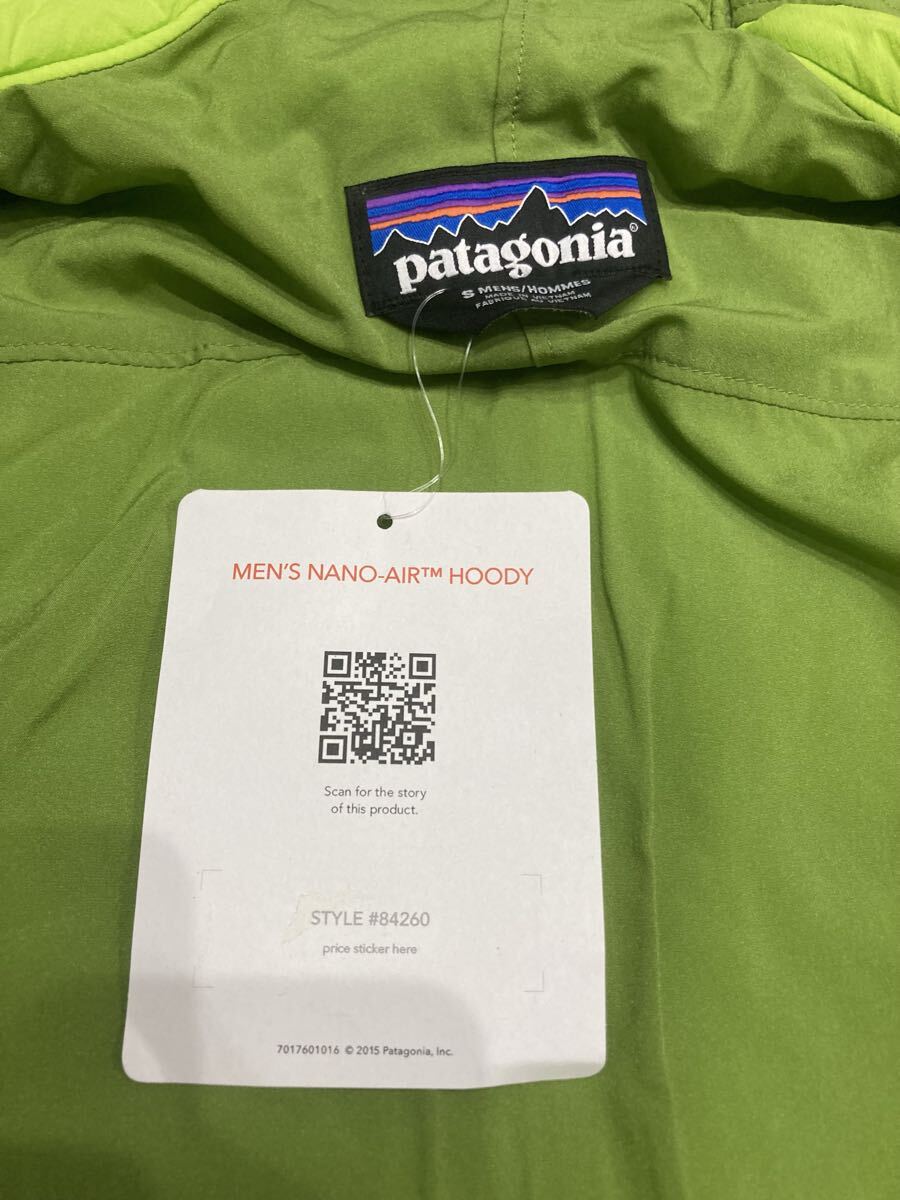 patagonia®
S MENS/HOMMES
MADE IN VIETNAM
FABRIQUÉ AU VIETNAM
MEN'S NANO-AIR™ HOODY
Scan for the story
of this product.
STYLE #84260
price sticker here
7017601016 © 2015 Patagonia, Inc.